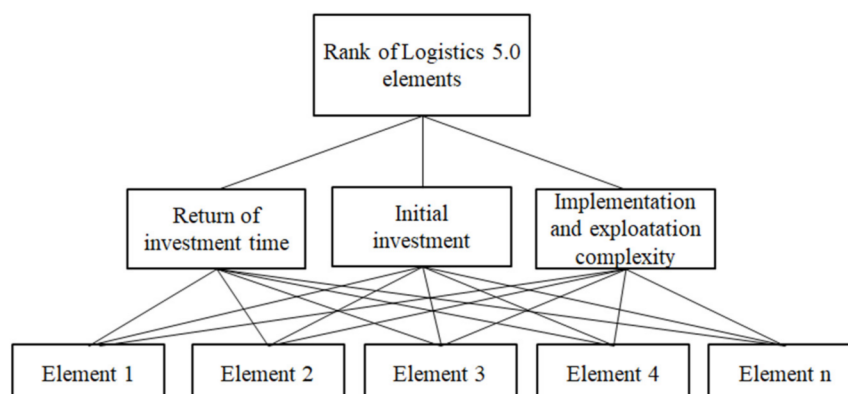 Rank of Logistics 5.0
elements
Return of
investment time
Initial
investment
Implementation
and exploatation
complexity
Element 1
Element 2
Element 3
Element 4
Element n